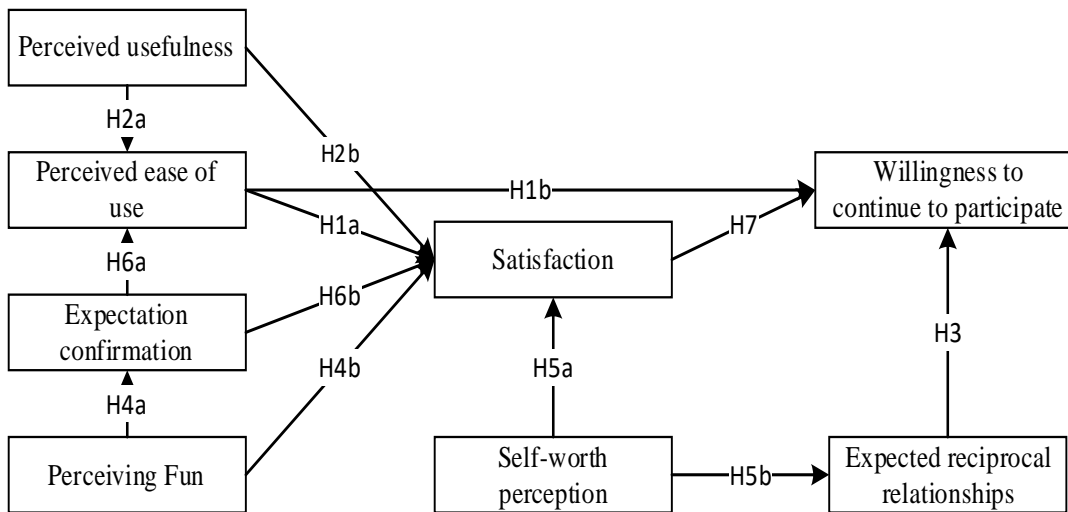 Perceived usefulness
H2a
H2b
Perceived ease of
use
H1b
Willingness to
continue to participate
H1a
H7
Satisfaction
H6a
H6b
Expectation
confirmation
H3
H4b
H5a
H4a
Perceiving Fun
Self-worth
perception
H5b
Expected reciprocal
relationships